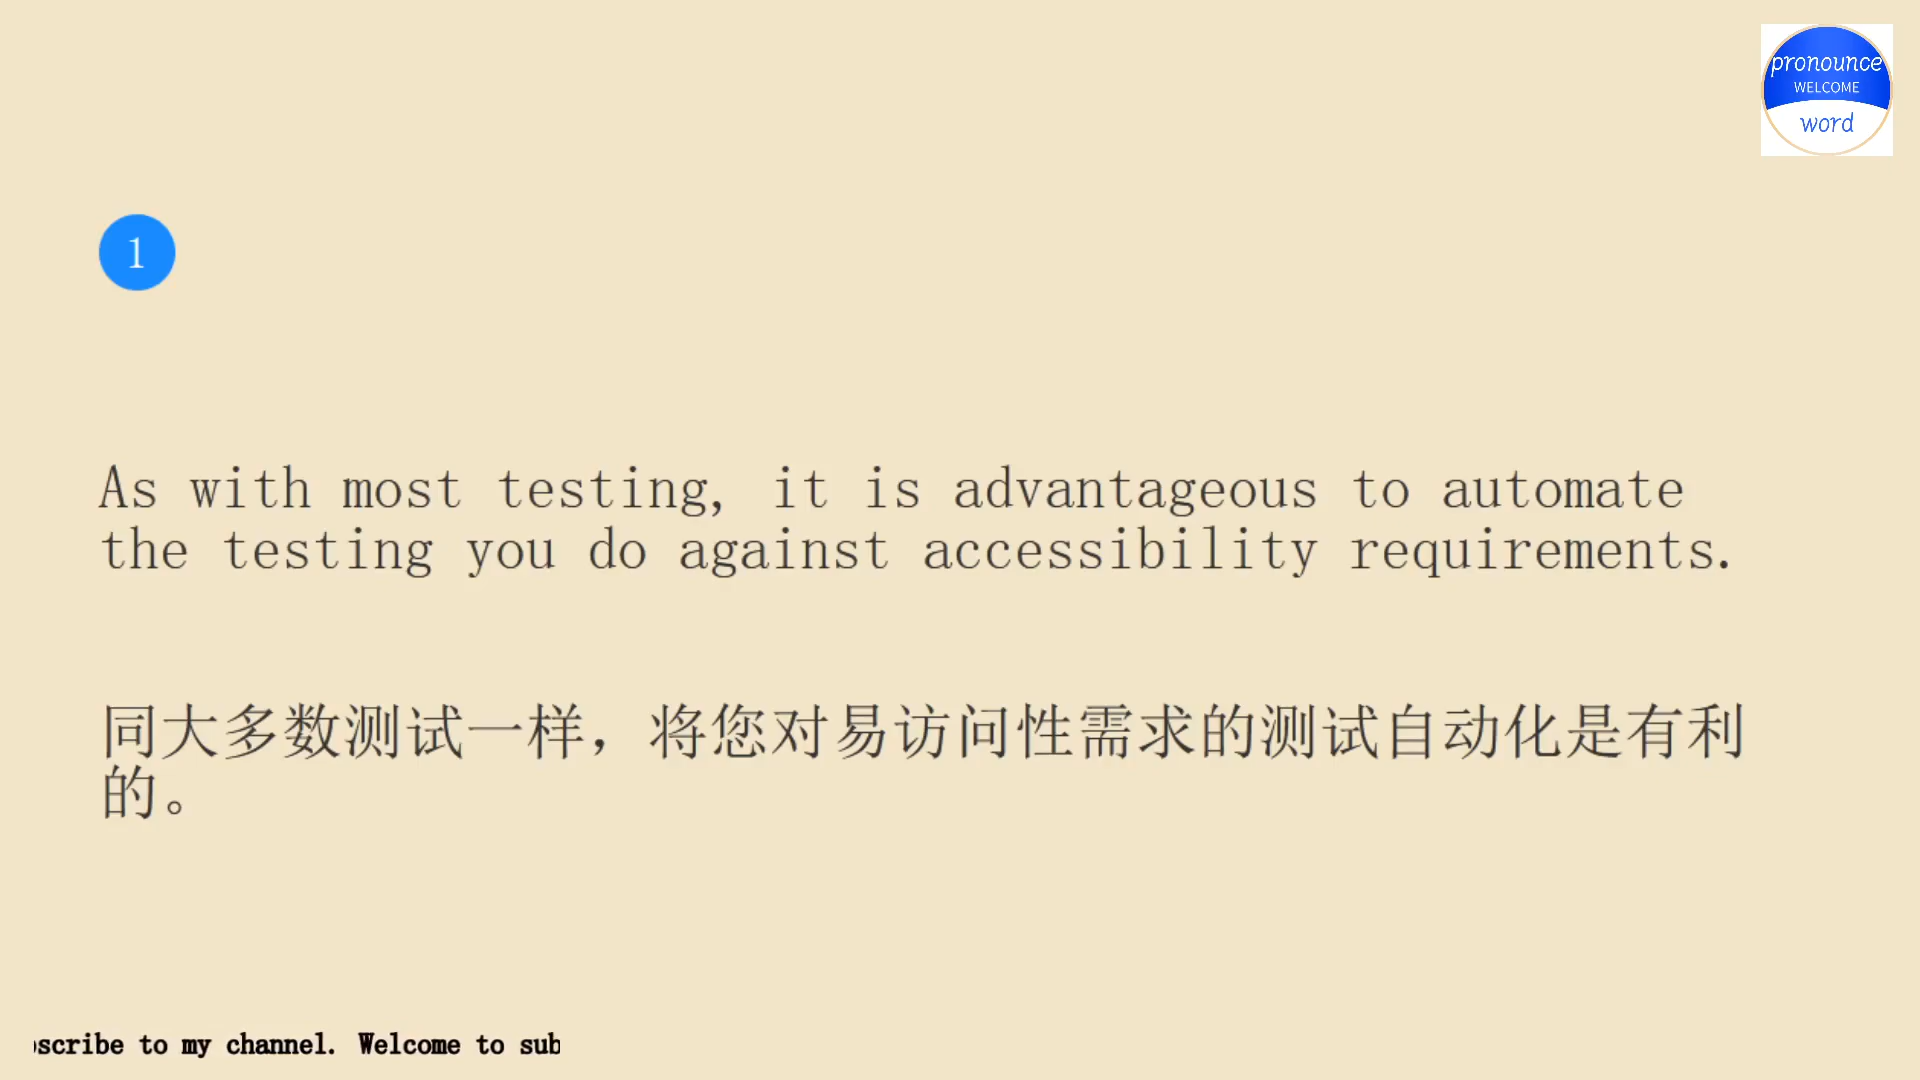 pronounce
WELCOME
word
1
As with most testing, it is advantageous to automate
the testing you do against accessibility requirements.
同大多数测试一样，将您对易访问性需求的测试自动化是有利
的。
scribe to my channel. Welcome to sub